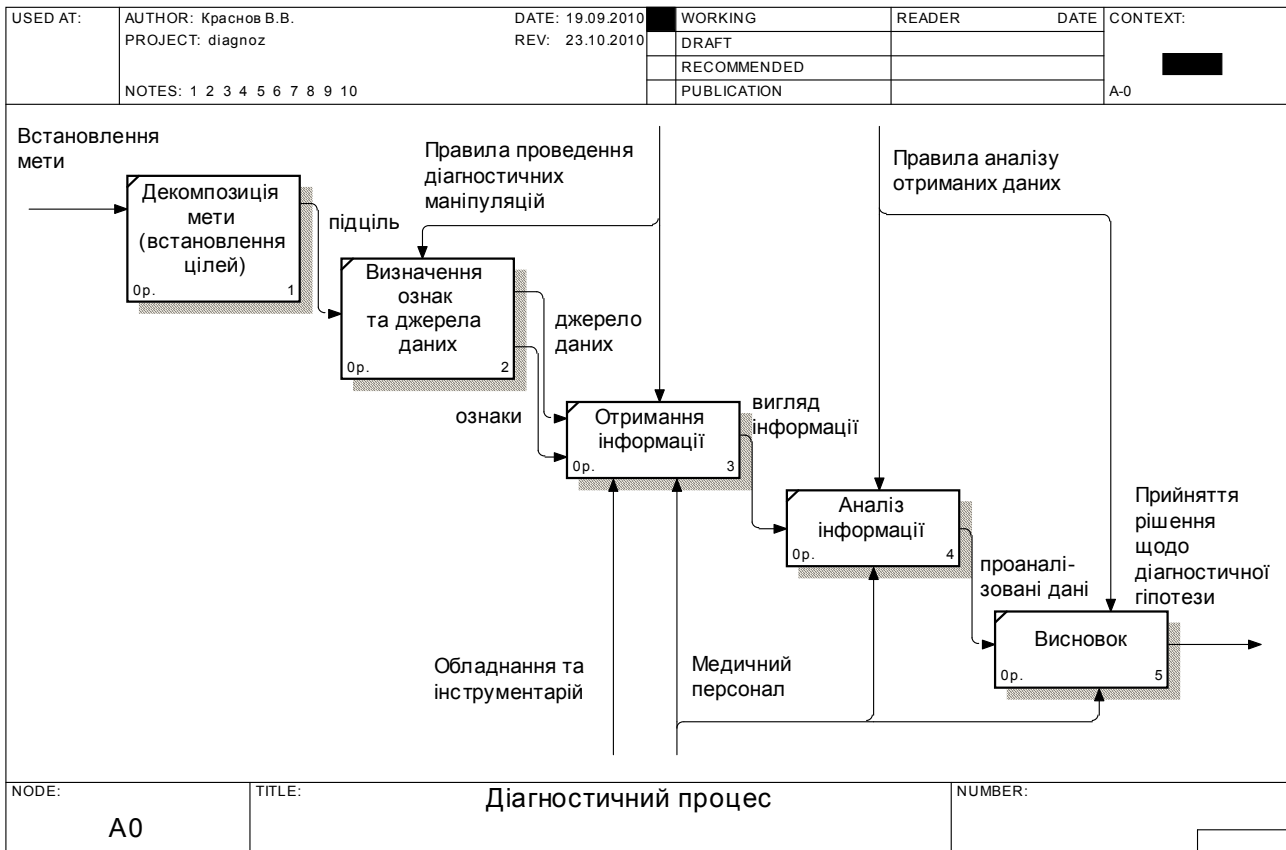 USED AT:
AUTHOR: Краснов В.В.
DATE: 19.09.2010
PROJECT: diagnoz
REV: 23.10.2010
NOTES: 1 2 3 4 5 6 7 8 9 10
WORKING
DRAFT
RECOMMENDED
PUBLICATION
READER
DATE
CONTEXT:
A-0
Встановлення
мети
Декомпозиція
мети
(встановлення
цілей)
0р.
1
підціль
Правила проведення
діагностичних
маніпуляцій
Правила аналізу
отриманих даних
Визначення
ознак
та джерела
даних
0р.
2
джерело
даних
ознаки
Отримання
інформації
0р.
3
вигляд
інформації
Аналіз
інформації
0р.
4
проаналі-
зовані дані
Прийняття
рішення
щодо
діагностичної
гіпотези
Висновок
0р.
5
Обладнання та
інструментарій
Медичний
персонал
NODE:
A0
TITLE:
Діагностичний процес
NUMBER: